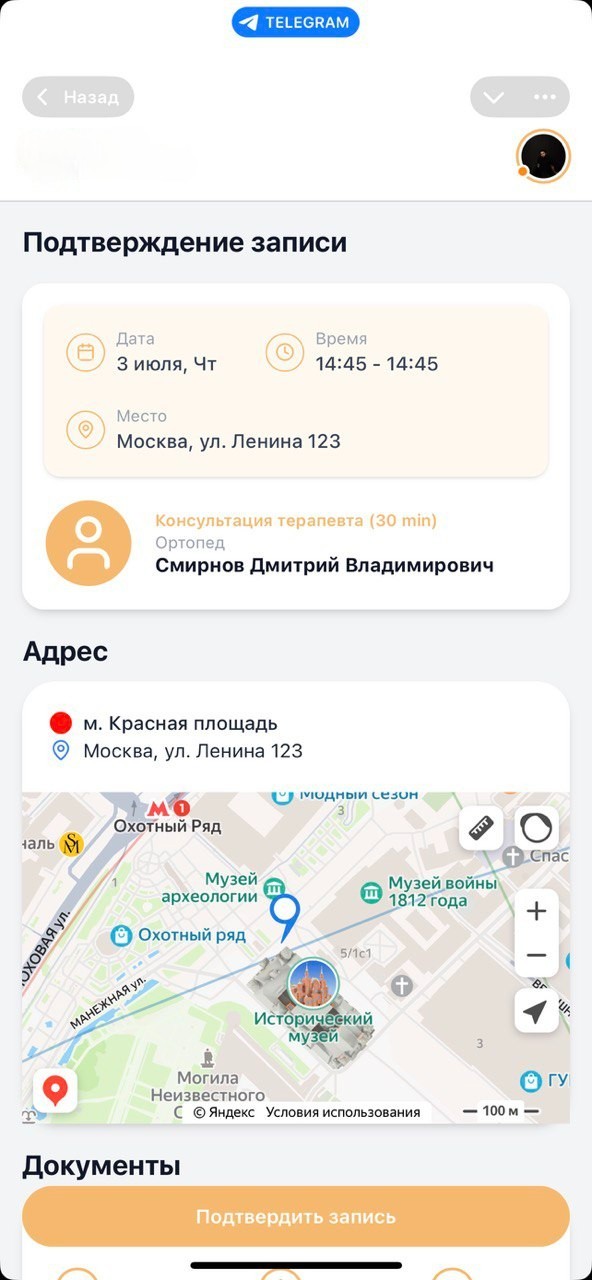 TELEGRAM
Назад
Подтверждение записи
Дата
3 июля, Чт
Время
14:45 - 14:45
Место
Москва, ул. Ленина 123
Консультация терапевта (30 min)
Ортопед
Смирнов Дмитрий Владимирович
Адрес
м. Красная площадь
Москва, ул. Ленина 123
Модный сезон
М 1
Охотный Ряд
3
SM
Спас
1
Музей
археологии
Музей войны
1812 года
Охотный ряд
5/1с1
МАНЕЖНАЯ ул.
Исторический
музей
3
Могила
Неизвестного
С
ГУ
© Яндекс Условия использования
100 м
Документы
Подтвердить запись